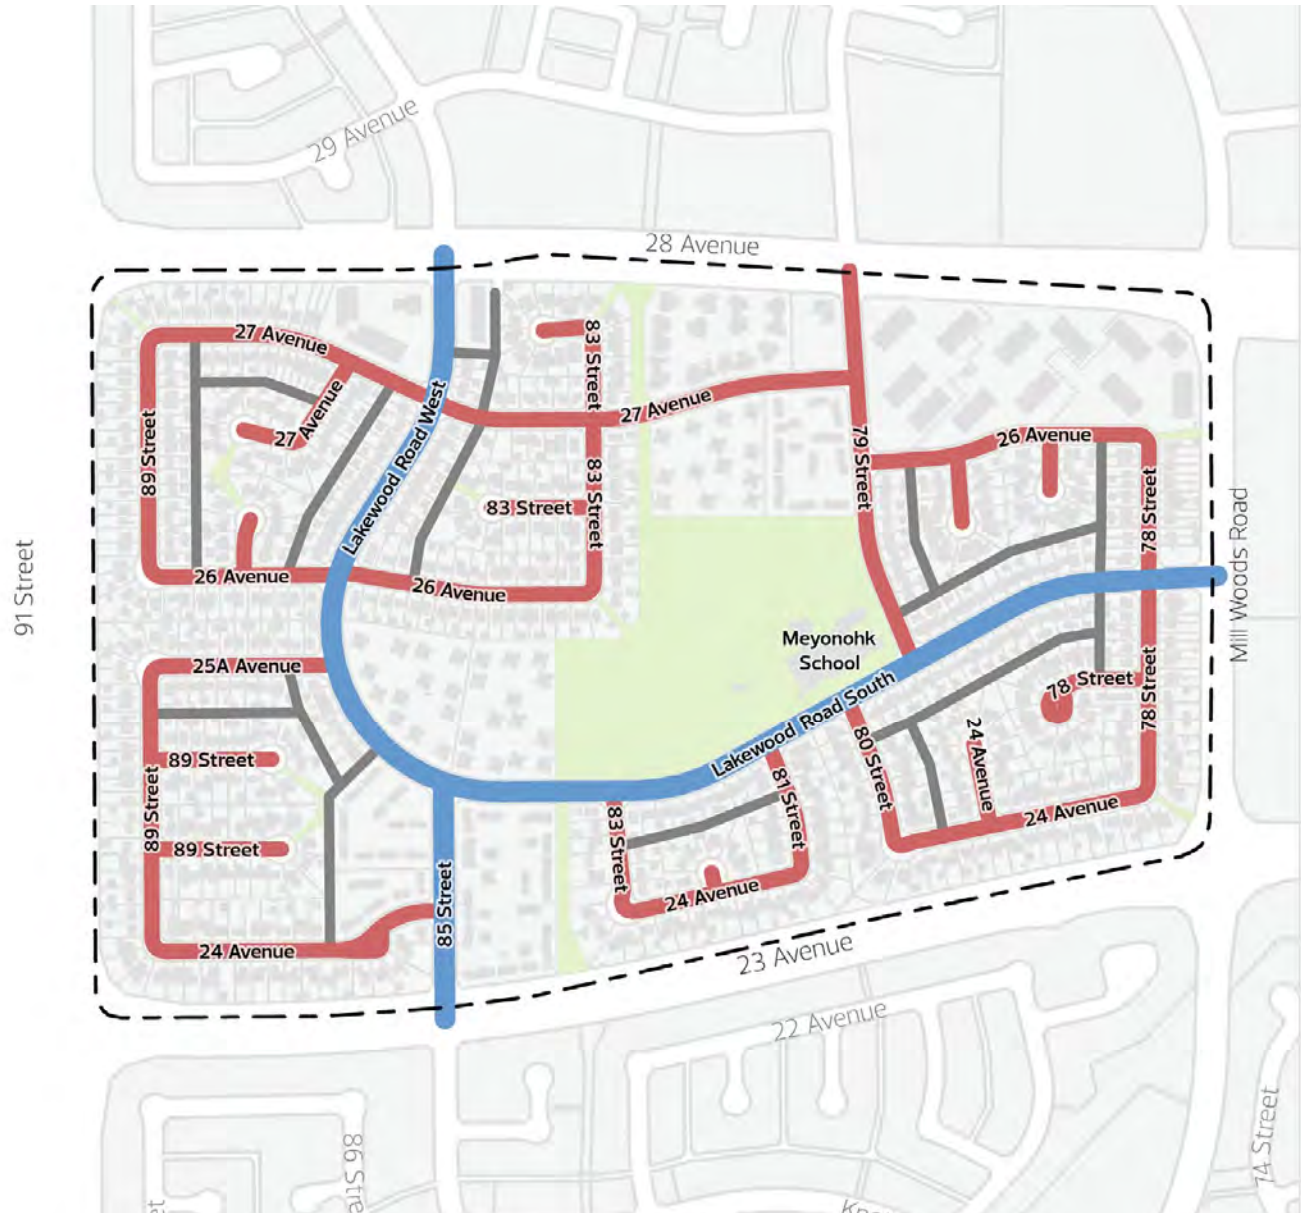 29 Avenue
28 Avenue
27 Avenue
83 Street
Lakewood Road West
27 Avenue
27 Avenue
89 Street
79 Street
26 Avenue
83 Street
78 Street
83 Street
Mill Woods Road
91 Street
26 Avenue
26 Avenue
Meyonohk
School
25A Avenue
78 Street
78 Street
Lakewood Road South
80 Street
24 Avenue
89 Street
89 Street
81 Street
24 Avenue
83 Street
89 Street
24 Avenue
85 Street
24 Avenue
23 Avenue
22 Avenue
74 Street